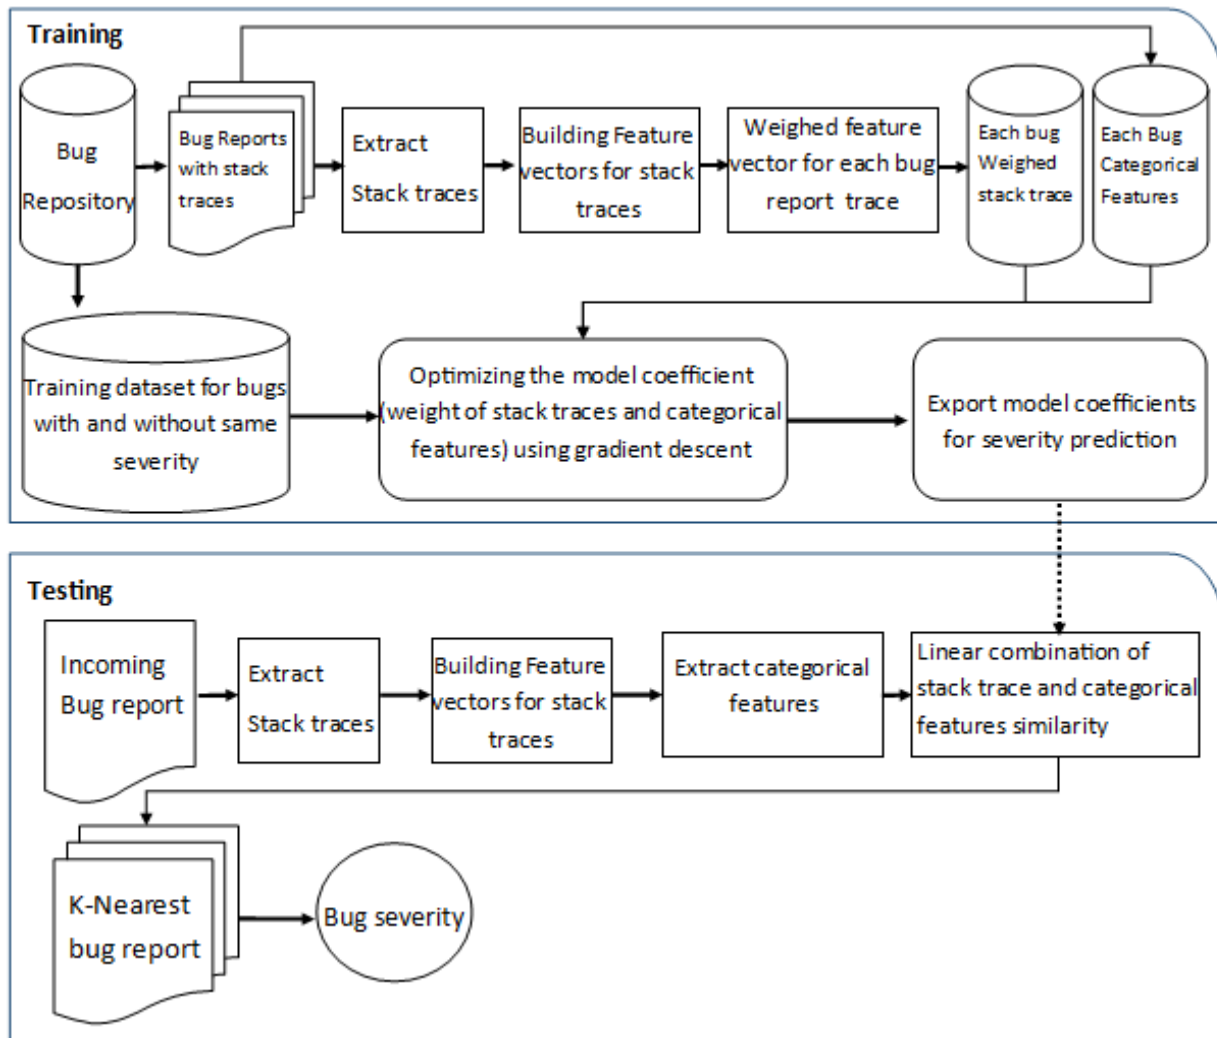 Training
Bug
Repository
Bug Reports
with stack
traces
Extract
Stack traces
Building Feature
vectors for stack
traces
Weighed feature
vector for each bug
report trace
Each bug
Weighed
stack trace
Each Bug
Categorical
Features
Training dataset for bugs
with and without same
severity
Optimizing the model coefficient
(weight of stack traces and categorical
features) using gradient descent
Export model coefficients
for severity prediction
Testing
Incoming
Bug report
Extract
Stack traces
Building Feature
vectors for stack
traces
Extract categorical
features
Linear combination of
stack trace and categorical
features similarity
K-Nearest
bug report
Bug severity